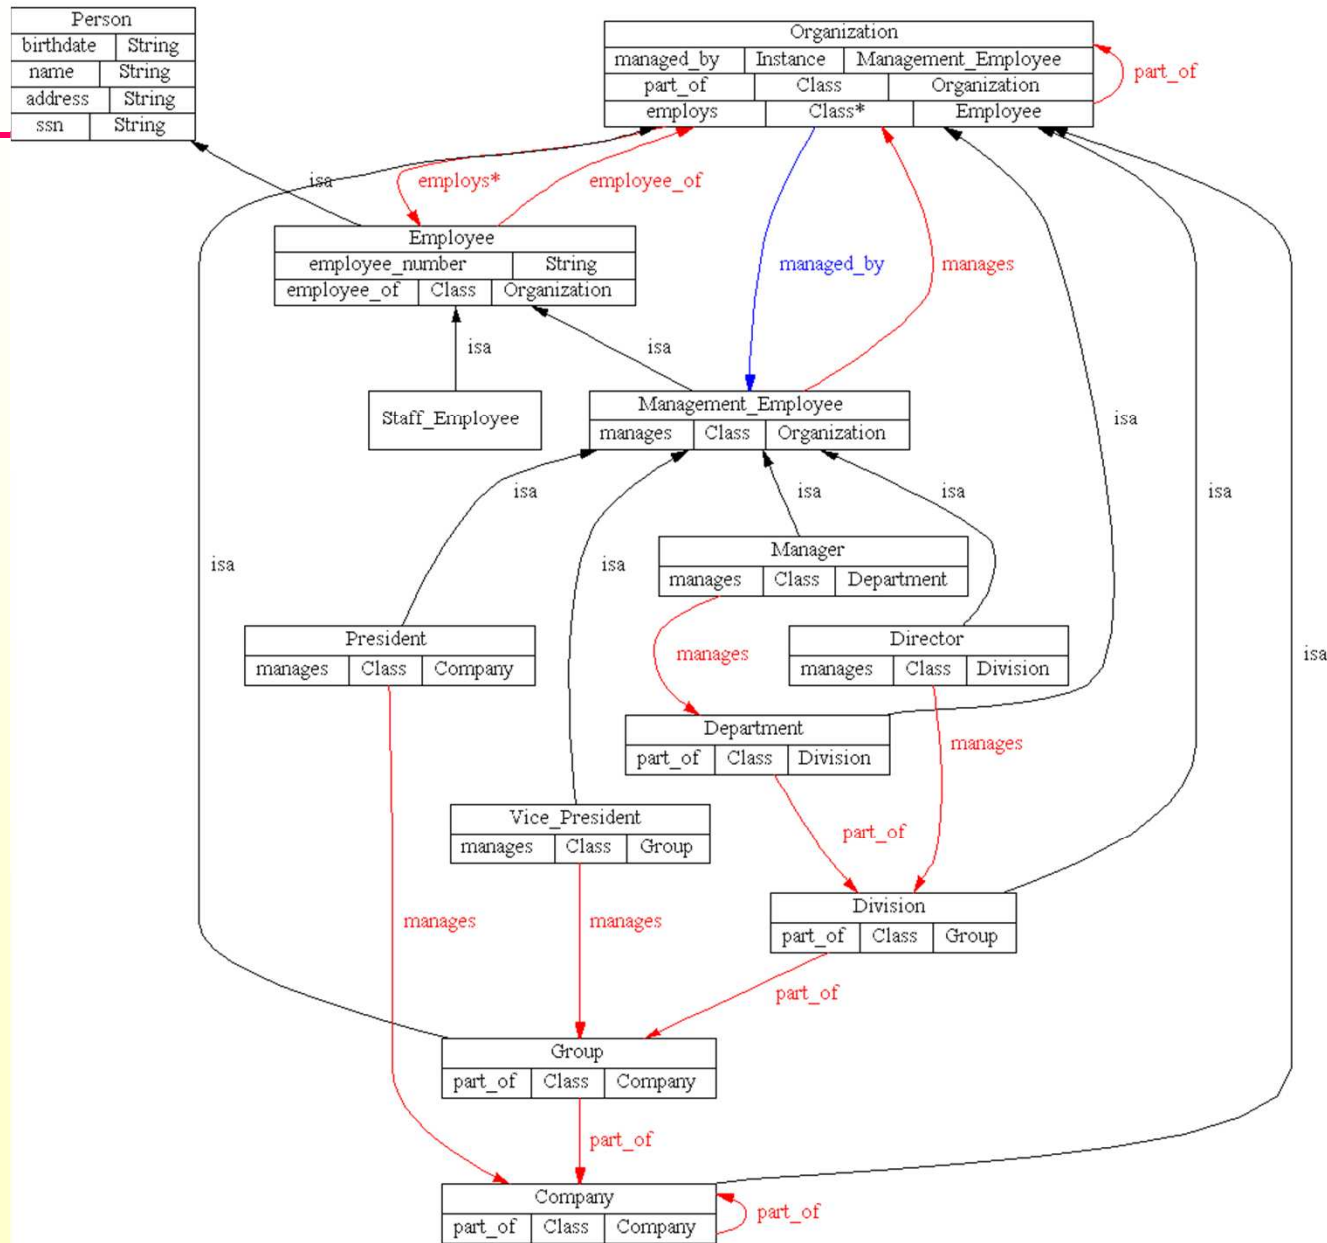 Person
birthdate String
name String
address String
ssn String
Organization
managed_by Instance Management_Employee
part_of Class Organization
employs Class* Employee
part_of
isa
employs*
employee_of
Employee
employee_number String
employee_of Class Organization
managed_by
manages
isa
isa
Staff_Employee
Management_Employee
manages Class Organization
isa
isa
isa
isa
isa
Manager
manages Class Department
isa
isa
President
manages Class Company
manages
Director
manages Class Division
isa
Department
part_of Class Division
manages
Vice_President
manages Class Group
part_of
Division
part_of Class Group
manages
manages
part_of
Group
part_of Class Company
part_of
Company
part_of Class Company
part_of